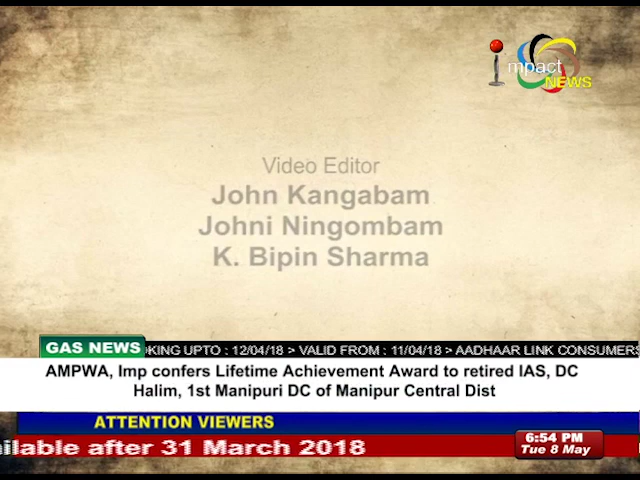 impact
NEWS
Video Editor
John Kangabam
Johni Ningombam
K. Bipin Sharma
GAS NEWS
OKING UPTO : 12/04/18 > VALID FROM : 11/04/18 > AADHAAR LINK CONSUMERS
AMPWA, Imp confers Lifetime Achievement Award to retired IAS, DC
Halim, 1st Manipuri DC of Manipur Central Dist
ATTENTION VIEWERS
ailable after 31 March 2018
6:54 PM
Tue 8 May